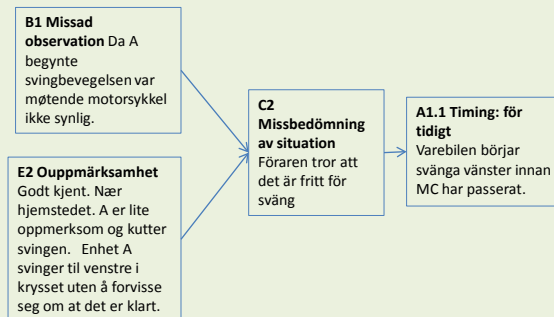 B1 Missad
observation Da A
begynte
svingbevegelsen var
møtende motorsykkel
ikke synlig.
E2 Ouppmärksamhet
Godt kjent. Nær
hjemstedet. A er lite
oppmerksom og kutter
svingen. Enhet A
svinger til venstre i
krysset uten å forvisse
seg om at det er klart.
C2
Missbedömning
av situation
Föraren tror att
det är fritt för
sväng
A1.1 Timing: för
tidigt
Varebilen börjar
svänga vänster innan
MC har passerat.